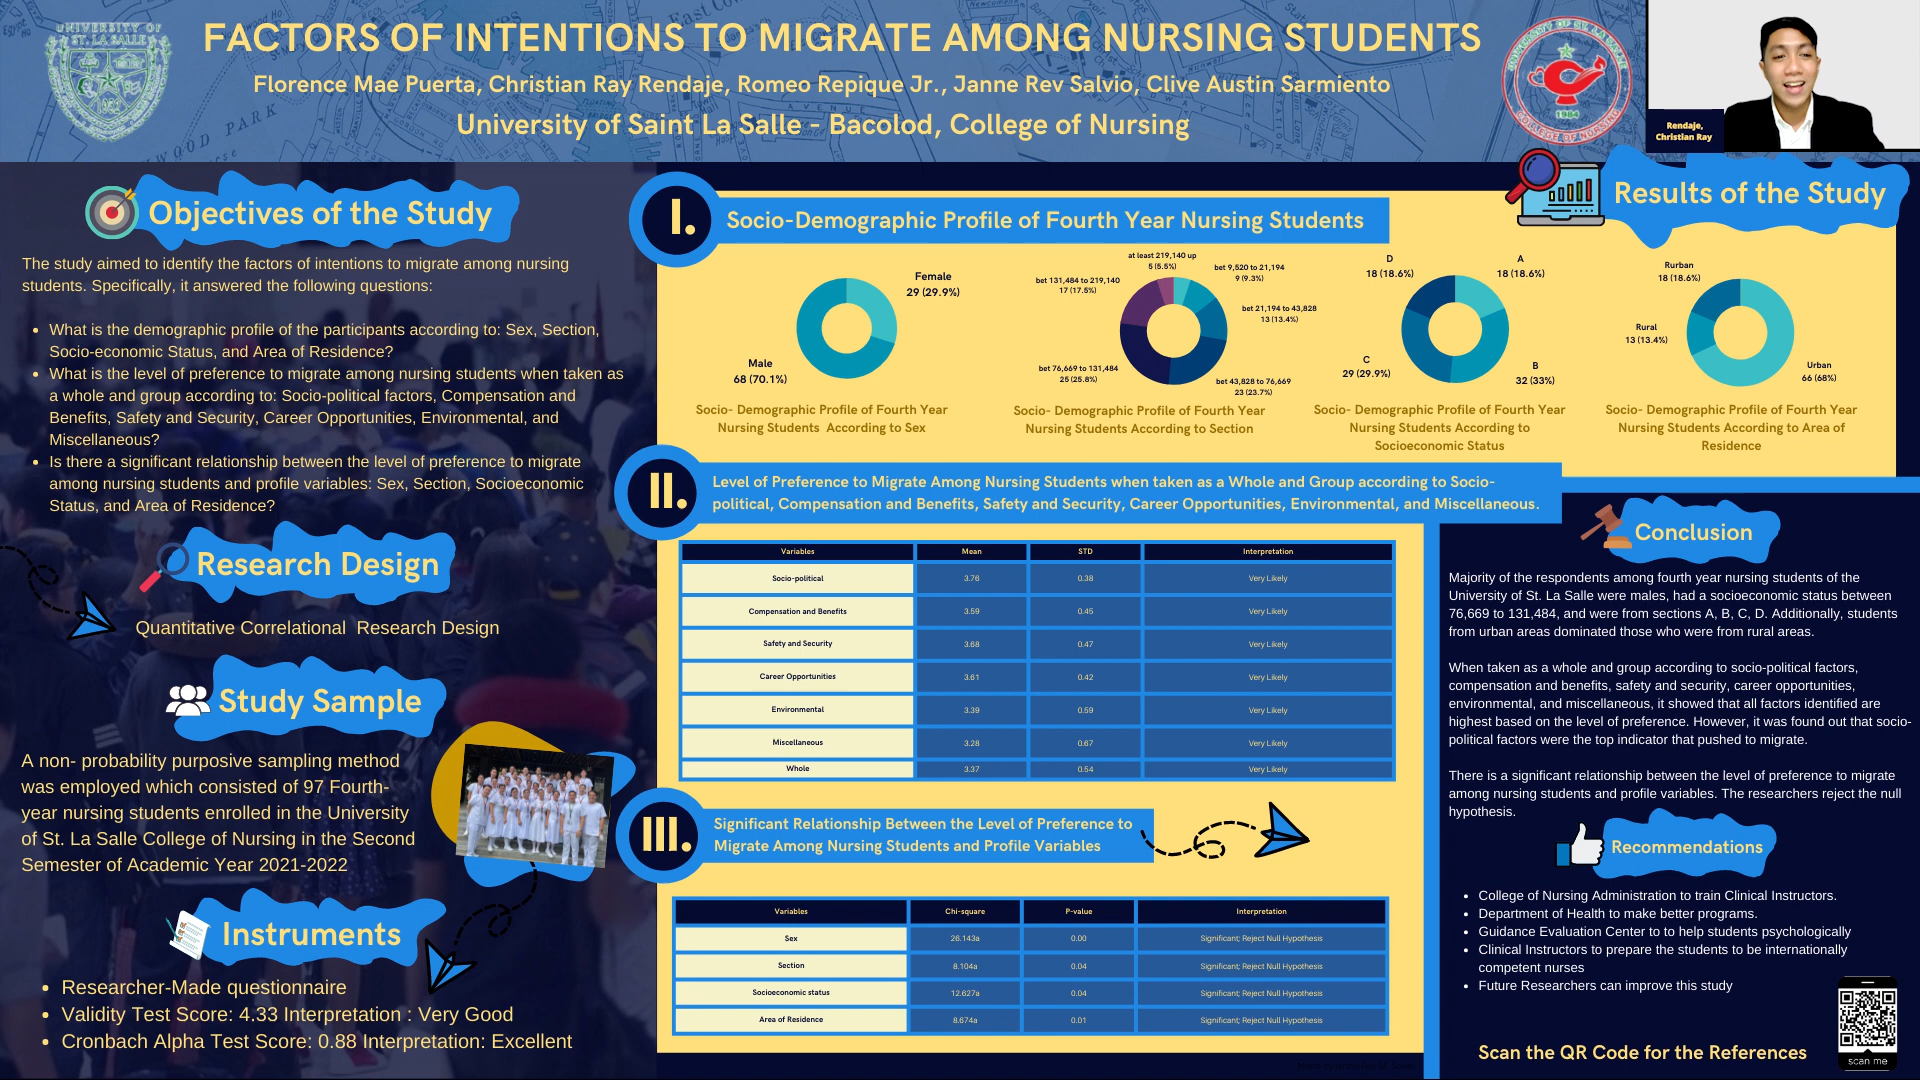 FACTORS OF INTENTIONS TO MIGRATE AMONG NURSING STUDENTS
Florence Mae Puerta, Christian Ray Rendaje, Romeo Repique Jr., Janne Rev Salvio, Clive Austin Sarmiento
University of Saint La Salle - Bacolod, College of Nursing
UNIVERSITY OF
ST. LA SALLE
UNIVERSITY OF ST. LA SALLE
1984
COLLEGE OF NURSING
Rendaje,
Christian Ray
WOOD PARK
AVENUE
Objectives of the Study
The study aimed to identify the factors of intentions to migrate among nursing
students. Specifically, it answered the following questions:
• What is the demographic profile of the participants according to: Sex, Section,
Socio-economic Status, and Area of Residence?
• What is the level of preference to migrate among nursing students when taken as
a whole and group according to: Socio-political factors, Compensation and
Benefits, Safety and Security, Career Opportunities, Environmental, and
Miscellaneous?
• Is there a significant relationship between the level of preference to migrate
among nursing students and profile variables: Sex, Section, Socioeconomic
Status, and Area of Residence?
Research Design
Quantitative Correlational  Research Design
Study Sample
A non- probability purposive sampling method
was employed which consisted of 97 Fourth-
year nursing students enrolled in the University
of St. La Salle College of Nursing in the Second
Semester of Academic Year 2021-2022
Instruments
• Researcher-Made questionnaire
• Validity Test Score: 4.33 Interpretation : Very Good
• Cronbach Alpha Test Score: 0.88 Interpretation: Excellent
Results of the Study
I.
Socio-Demographic Profile of Fourth Year Nursing Students
Female
29 (29.9%)
Male
68 (70.1%)
Socio- Demographic Profile of Fourth Year
Nursing Students  According to Sex
at least 219,140 up
5 (5.5%)
bet 9,520 to 21,194
9 (9.3%)
bet 131,484 to 219,140
17 (17.5%)
bet 21,194 to 43,828
13 (13.4%)
bet 76,669 to 131,484
25 (25.8%)
bet 43,828 to 76,669
23 (23.7%)
Socio- Demographic Profile of Fourth Year
Nursing Students According to Section
D
18 (18.6%)
A
18 (18.6%)
C
29 (29.9%)
B
32 (33%)
Socio- Demographic Profile of Fourth Year
Nursing Students According to
Socioeconomic Status
Rurban
18 (18.6%)
Rural
13 (13.4%)
Urban
66 (68%)
Socio- Demographic Profile of Fourth Year
Nursing Students According to Area of
Residence
II.
Level of Preference to Migrate Among Nursing Students when taken as a Whole and Group according to Socio-
political, Compensation and Benefits, Safety and Security, Career Opportunities, Environmental, and Miscellaneous.
Variables Mean STD Interpretation
Socio-political 3.76 0.38 Very Likely
Compensation and Benefits 3.59 0.45 Very Likely
Safety and Security 3.68 0.47 Very Likely
Career Opportunities 3.61 0.42 Very Likely
Environmental 3.39 0.59 Very Likely
Miscellaneous 3.28 0.67 Very Likely
Whole 3.37 0.54 Very Likely
III.
Significant Relationship Between the Level of Preference to
Migrate Among Nursing Students and Profile Variables
Variables Chi-square P-value Interpretation
Sex 26.143a 0.00 Significant; Reject Null Hypothesis
Section 8.104a 0.04 Significant; Reject Null Hypothesis
Socioeconomic status 12.627a 0.04 Significant; Reject Null Hypothesis
Area of Residence 8.674a 0.01 Significant; Reject Null Hypothesis
Conclusion
Majority of the respondents among fourth year nursing students of the
University of St. La Salle were males, had a socioeconomic status between
76,669 to 131,484, and were from sections A, B, C, D. Additionally, students
from urban areas dominated those who were from rural areas.
When taken as a whole and group according to socio-political factors,
compensation and benefits, safety and security, career opportunities,
environmental, and miscellaneous, it showed that all factors identified are
highest based on the level of preference. However, it was found out that socio-
political factors were the top indicator that pushed to migrate.
There is a significant relationship between the level of preference to migrate
among nursing students and profile variables. The researchers reject the null
hypothesis.
Recommendations
• College of Nursing Administration to train Clinical Instructors.
• Department of Health to make better programs.
• Guidance Evaluation Center to to help students psychologically
• Clinical Instructors to prepare the students to be internationally
competent nurses
• Future Researchers can improve this study
Scan the QR Code for the References
scan me